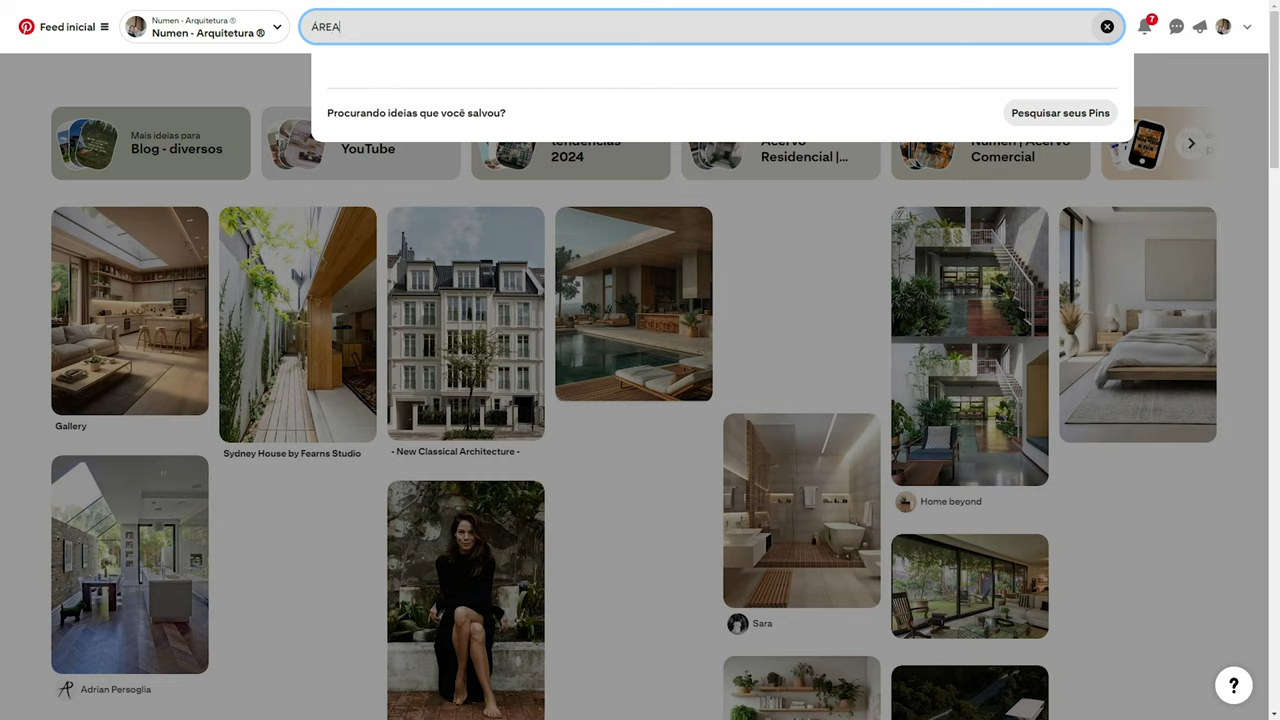 Feed inicial
Numen - Arquitetura ®
Numen - Arquitetura ®
ÁREA
7
Procurando ideias que você salvou?
Pesquisar seus Pins
Mais ideias para
Blog - diversos
YouTube
tendências
2024
Acervo
Residencial |...
Numen | Acervo
Comercial
Gallery
Sydney House by Fearns Studio
- New Classical Architecture -
Home beyond
Sara
Adrian Persoglia
?